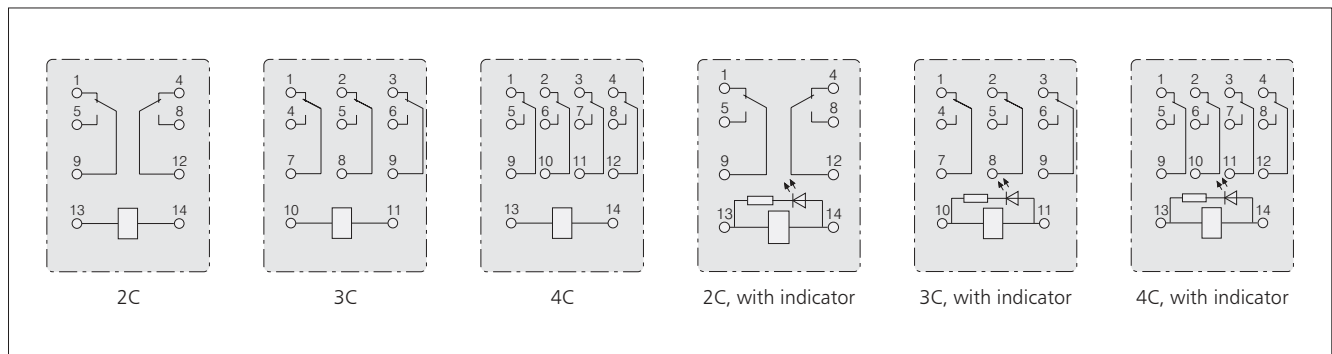 1 4
5 8
9 12
13 14
2C
1 2 3
4 5 6
7 8 9
10 11
3C
1 2 3 4
5 6 7 8
9 10 11 12
13 14
4C
1 4
5 8
9 12
13 14
2C, with indicator
1 2 3
4 5 6
7 8 9
10 11
3C, with indicator
1 2 3 4
5 6 7 8
9 10 11 12
13 14
4C, with indicator